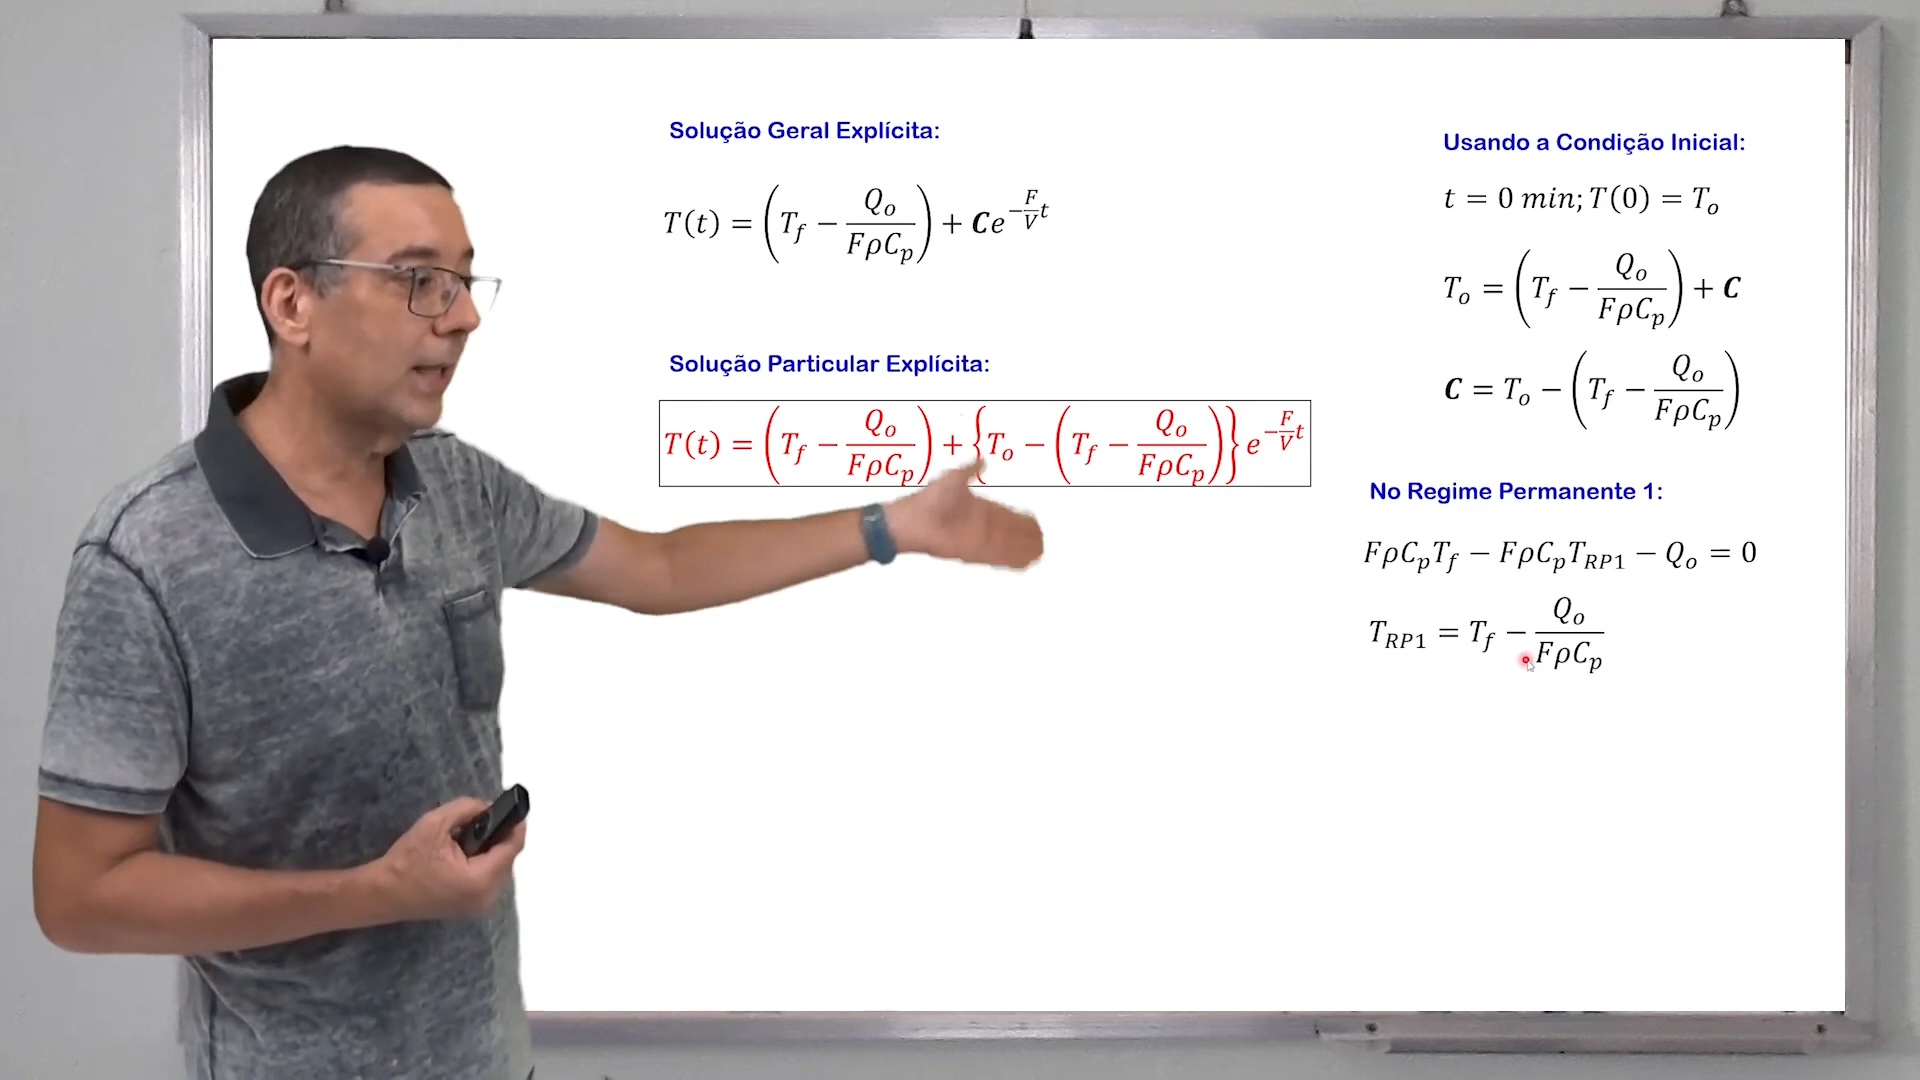 Solução Geral Explícita:
T(t) = (T_f − Q_o/(FρC_p)) + Ce^(−(F/V)t)
Solução Particular Explícita:
T(t) = (T_f − Q_o/(FρC_p)) + {T_o − (T_f − Q_o/(FρC_p))} e^(−(F/V)t)
Usando a Condição Inicial:
t = 0 min; T(0) = T_o
T_o = (T_f − Q_o/(FρC_p)) + C
C = T_o − (T_f − Q_o/(FρC_p))
No Regime Permanente 1:
FρC_pT_f − FρC_pT_RP1 − Q_o = 0
T_RP1 = T_f − Q_o/(FρC_p)